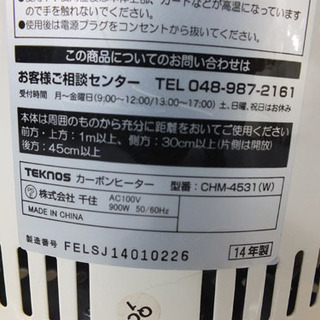 ので手を触れないでください。
●使用後は電源プラグをコンセントから抜いてください。
この商品についてのお問い合わせは
お客様ご相談センター TEL 048-987-2161
受付時間 月～金曜日(9:00~12:00/13:00~17:00) 土・日曜、祝日はお休み
本体は周囲のものから充分に距離をおいてご使用ください。
前方・上方：1m以上、側方：30cm以上(片側は開放)
後方：45cm以上
TEKNOS カーボンヒーター 型番：CHM-4531(W)
株式会社 千住 AC100V
900W 50/60Hz
MADE IN CHINA
製造番号 FELSJ14010226 14年製